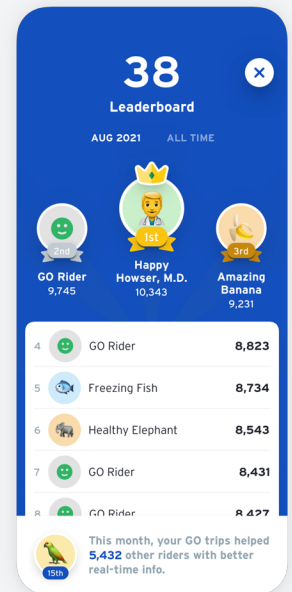 38
Leaderboard
AUG 2021 ALL TIME
1st
2nd
3rd
GO Rider
9,745
Happy
Howser, M.D.
10,343
Amazing
Banana
9,231
4 GO Rider 8,823
5 Freezing Fish 8,734
6 Healthy Elephant 8,543
7 GO Rider 8,431
8 GO Rider 8,427
This month, your GO trips helped
5,432 other riders with better
real-time info.
15th